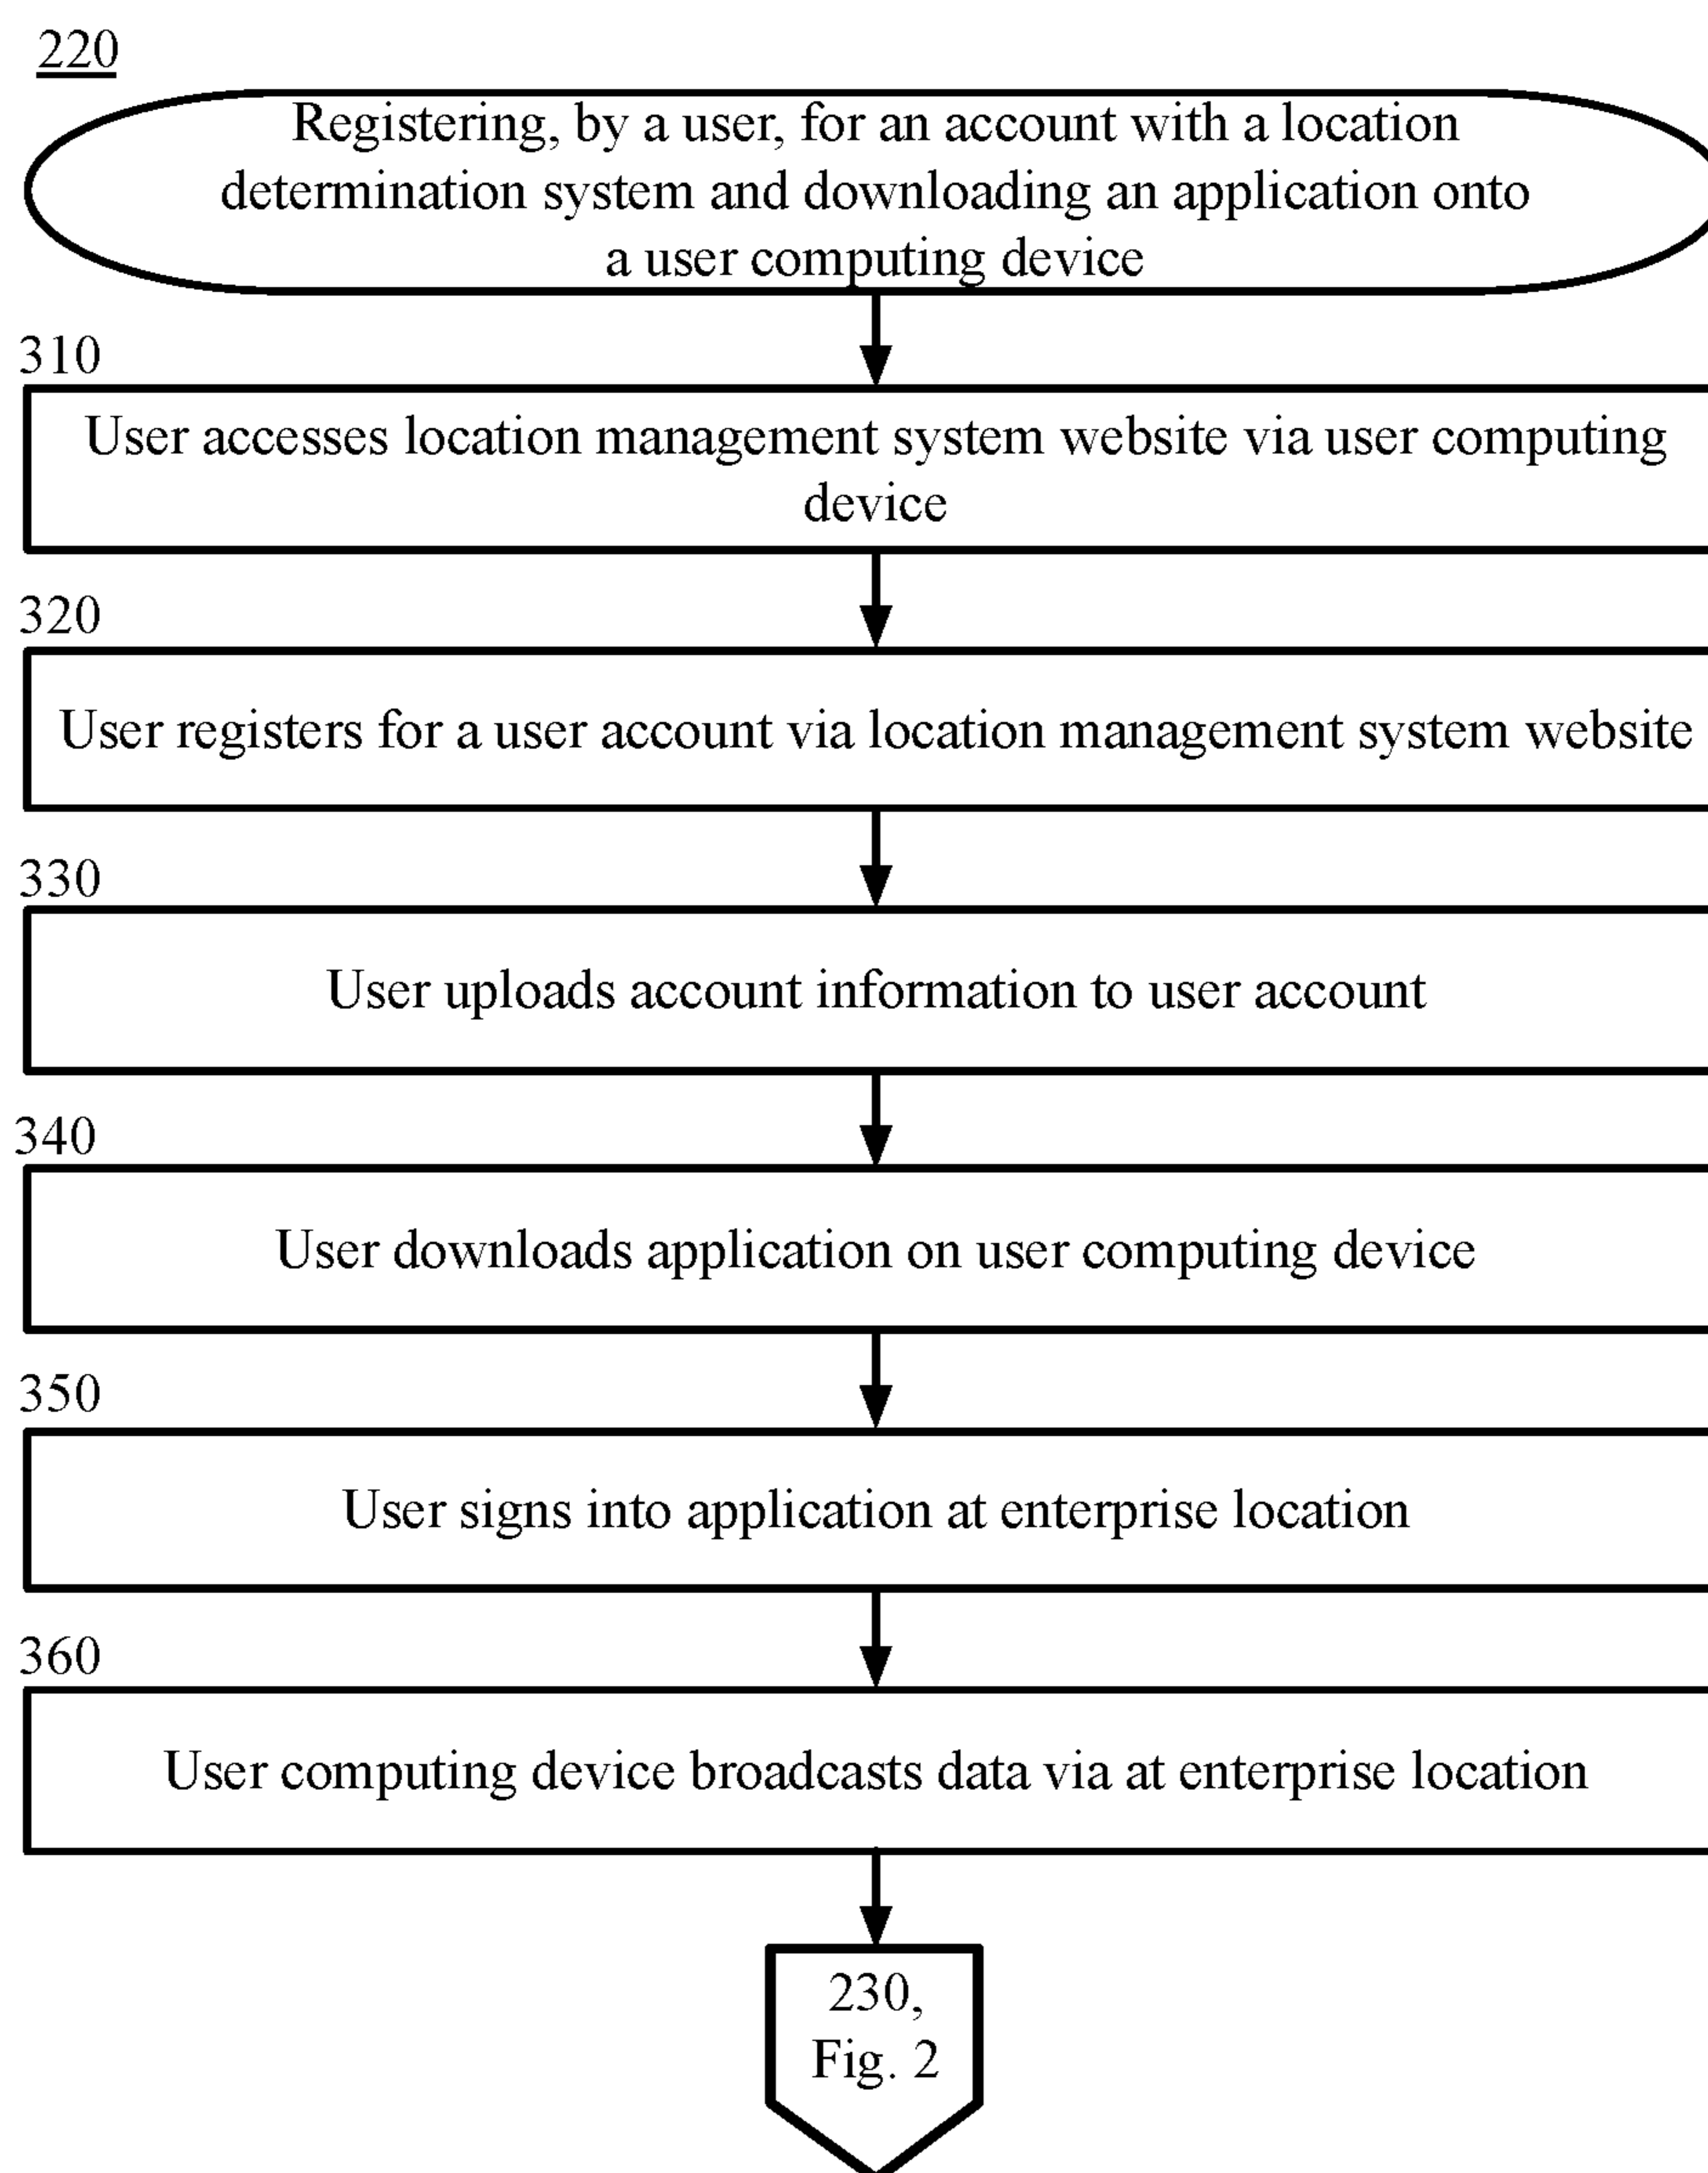 220
Registering, by a user, for an account with a location
determination system and downloading an application onto
a user computing device
310
User accesses location management system website via user computing
device
320
User registers for a user account via location management system website
330
User uploads account information to user account
340
User downloads application on user computing device
350
User signs into application at enterprise location
360
User computing device broadcasts data via at enterprise location
230,
Fig. 2